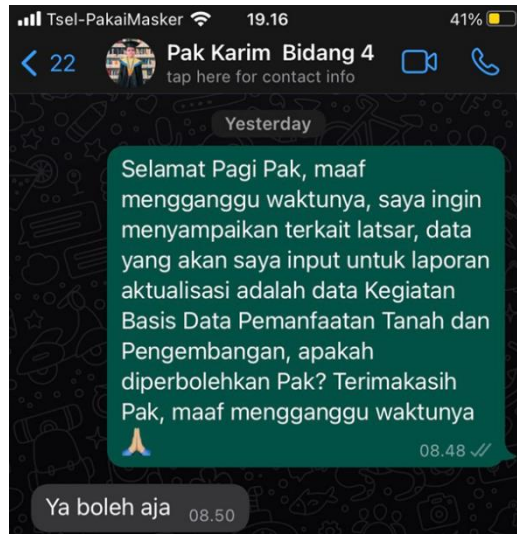 Tsel-PakaiMasker 19.16 41%
22 Pak Karim Bidang 4
tap here for contact info
Yesterday
Selamat Pagi Pak, maaf
mengganggu waktunya, saya ingin
menyampaikan terkait latsar, data
yang akan saya input untuk laporan
aktualisasi adalah data Kegiatan
Basis Data Pemanfaatan Tanah dan
Pengembangan, apakah
diperbolehkan Pak? Terimakasih
Pak, maaf mengganggu waktunya
🙏🏼
08.48
Ya boleh aja 08.50